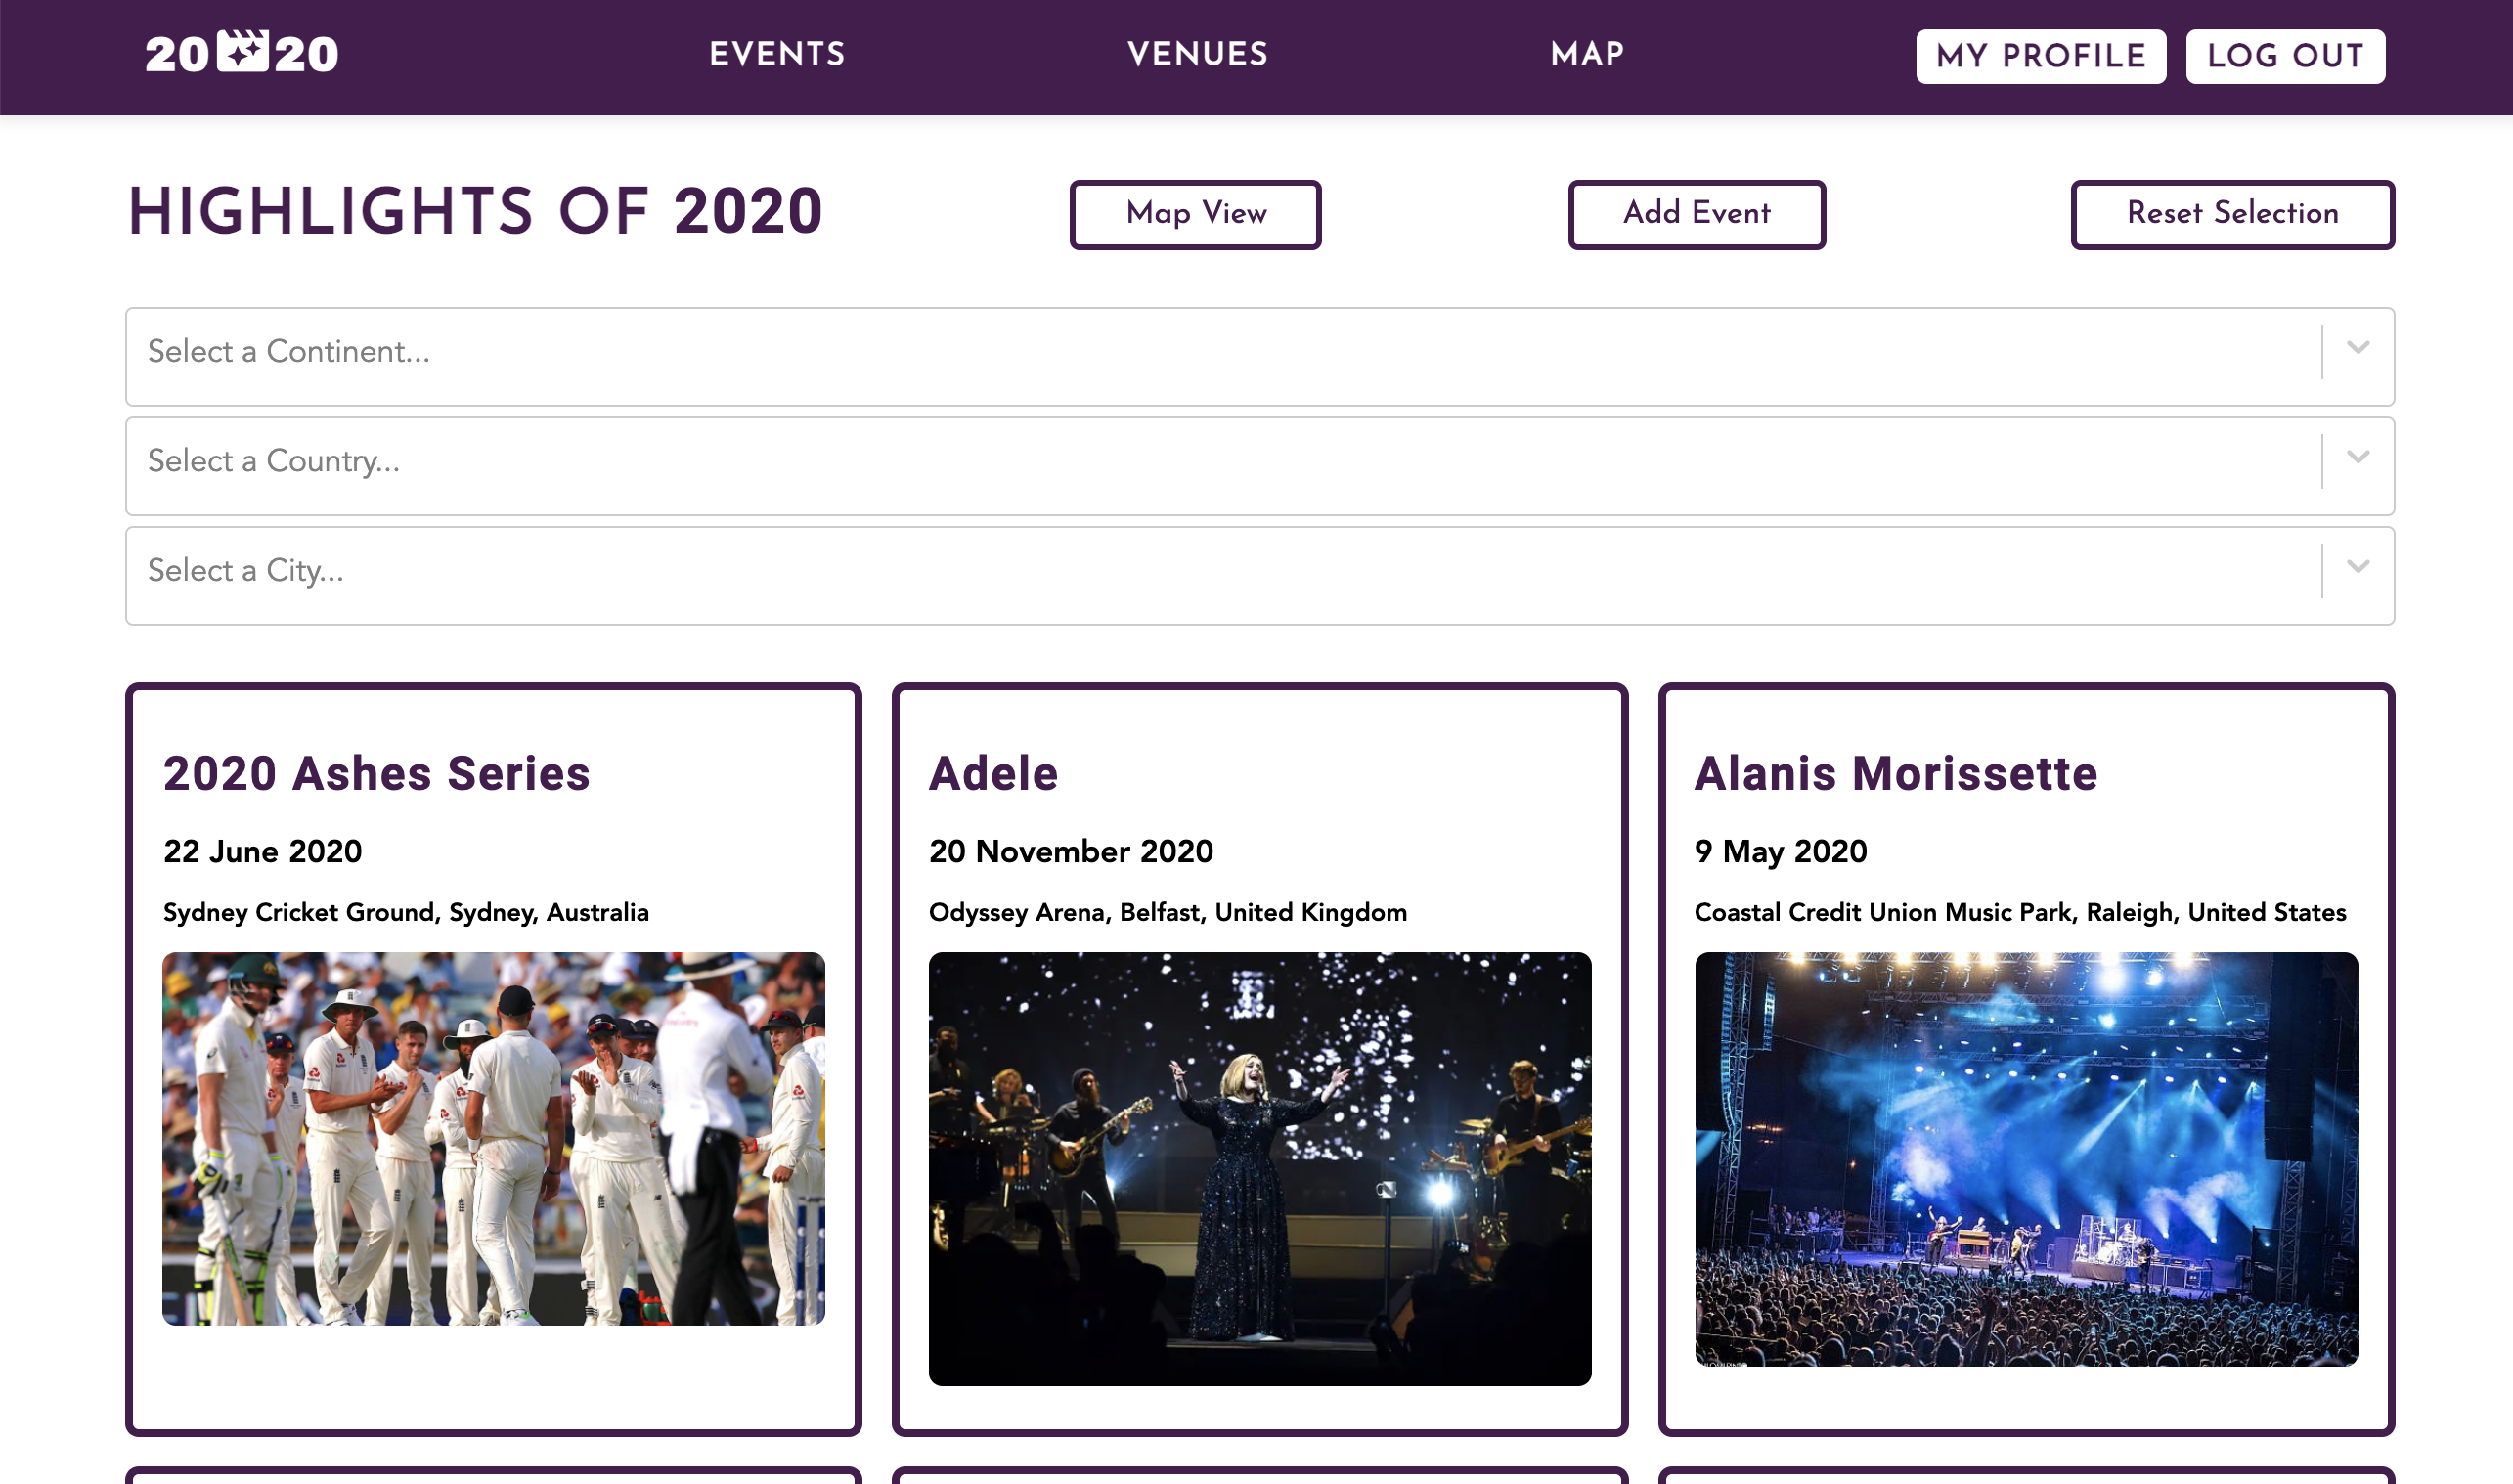 20 20
EVENTS
VENUES
MAP
MY PROFILE
LOG OUT
HIGHLIGHTS OF 2020
Map View
Add Event
Reset Selection
Select a Continent...
Select a Country...
Select a City...
2020 Ashes Series
22 June 2020
Sydney Cricket Ground, Sydney, Australia
Adele
20 November 2020
Odyssey Arena, Belfast, United Kingdom
Alanis Morissette
9 May 2020
Coastal Credit Union Music Park, Raleigh, United States